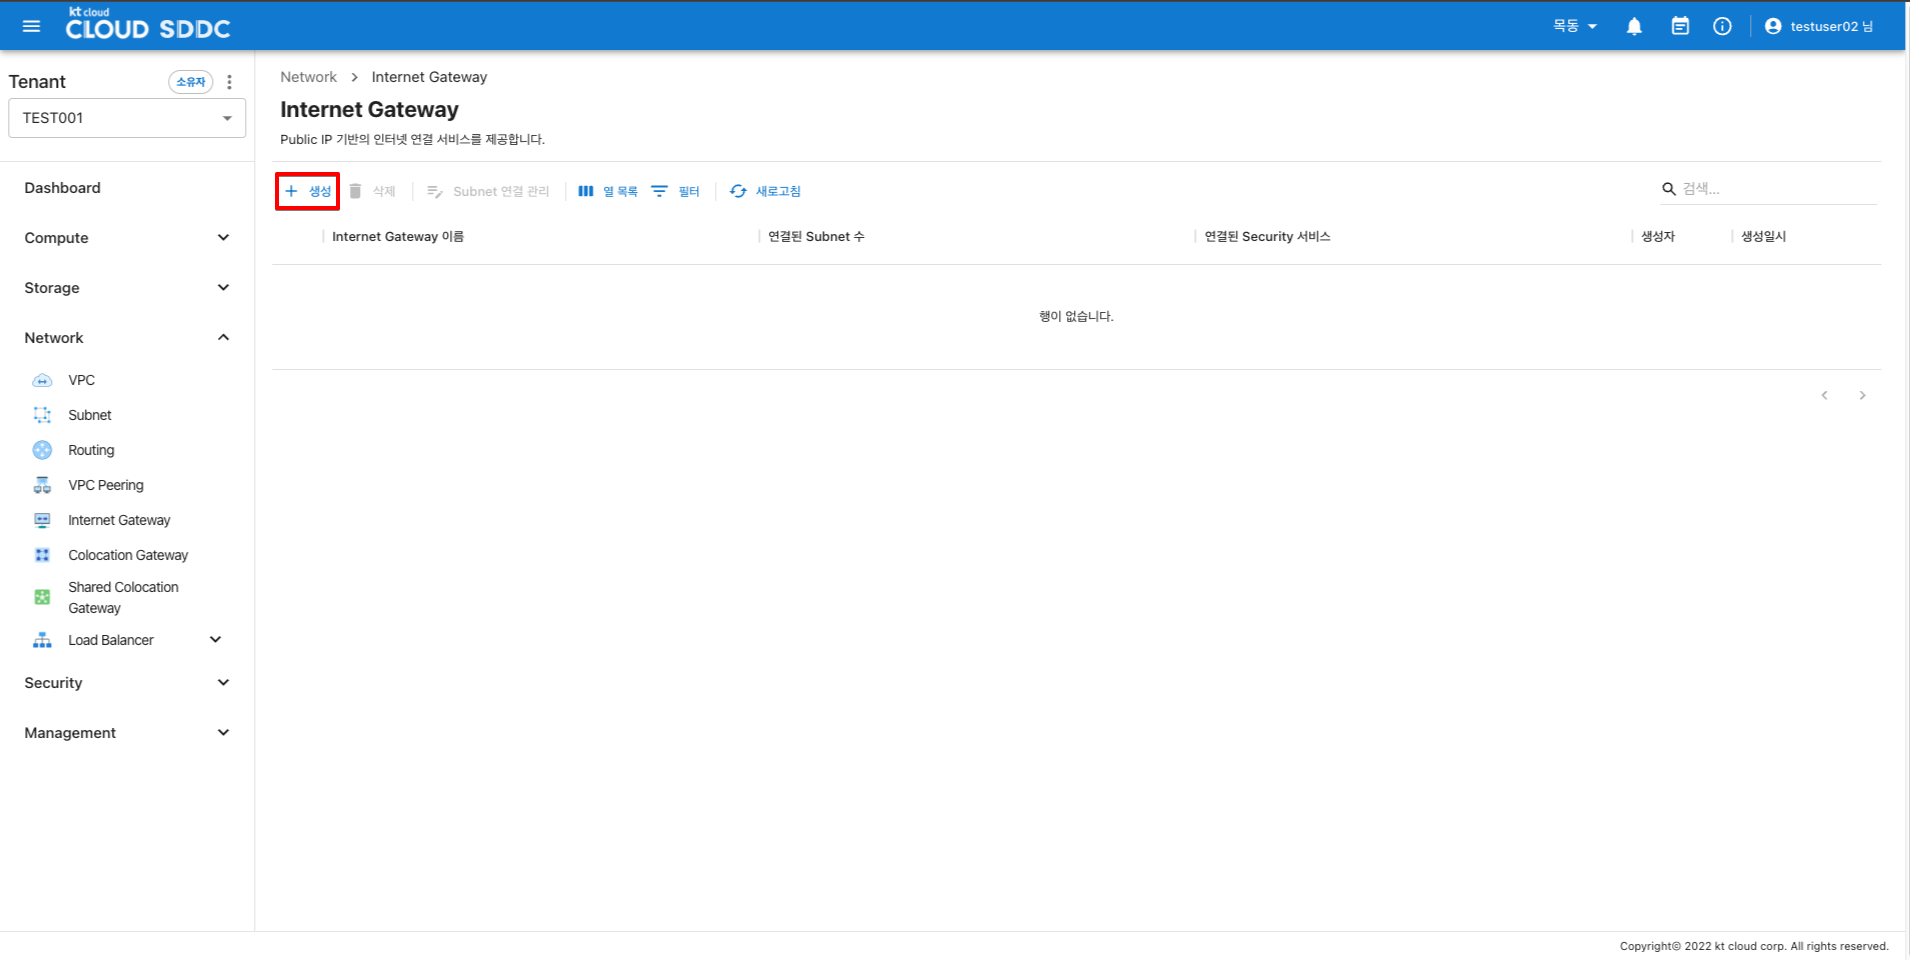 kt cloud
CLOUD SDDC
목동
testuser02 님
Tenant
소유자
TEST001
Dashboard
Compute
Storage
Network
VPC
Subnet
Routing
VPC Peering
Internet Gateway
Colocation Gateway
Shared Colocation
Gateway
Load Balancer
Security
Management
Network > Internet Gateway
Internet Gateway
Public IP 기반의 인터넷 연결 서비스를 제공합니다.
+ 생성 삭제 Subnet 연결 관리 열 목록 필터 새로고침 검색...
Internet Gateway 이름 연결된 Subnet 수 연결된 Security 서비스 생성자 생성일시
행이 없습니다.
Copyright© 2022 kt cloud corp. All rights reserved.